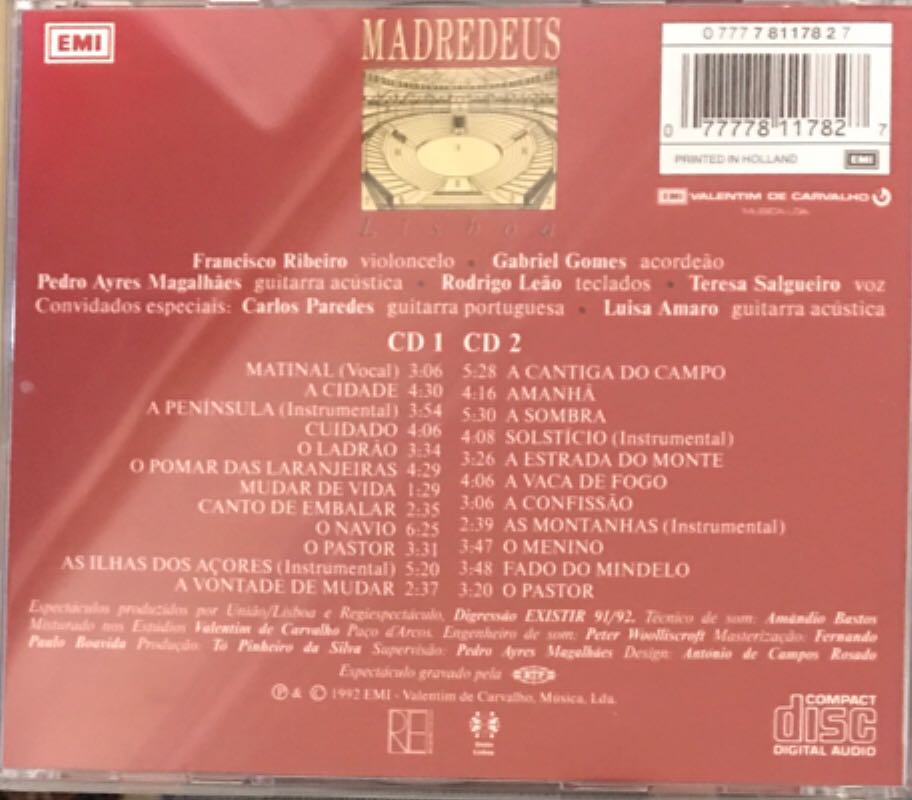 EMI
MADREDEUS
Lisboa
0 777 7 81178 2 7
0 77778 11782 7
PRINTED IN HOLLAND EMI
EMI VALENTIM DE CARVALHO
MUSICA LDA.
Francisco Ribeiro violoncelo • Gabriel Gomes acordeão
Pedro Ayres Magalhães guitarra acústica • Rodrigo Leão teclados • Teresa Salgueiro voz
Convidados especiais: Carlos Paredes guitarra portuguesa • Luisa Amaro guitarra acústica
CD 1 CD 2
MATINAL (Vocal) 3:06 5:28 A CANTIGA DO CAMPO
A CIDADE 4:30 4:16 AMANHÃ
A PENÍNSULA (Instrumental) 3:54 5:30 A SOMBRA
CUIDADO 4:06 4:08 SOLSTÍCIO (Instrumental)
O LADRÃO 3:34 3:26 A ESTRADA DO MONTE
O POMAR DAS LARANJEIRAS 4:29 4:06 A VACA DE FOGO
MUDAR DE VIDA 1:29 3:06 A CONFISSÃO
CANTO DE EMBALAR 2:35 2:39 AS MONTANHAS (Instrumental)
O NAVIO 6:25 3:47 O MENINO
O PASTOR 3:31 3:48 FADO DO MINDELO
AS ILHAS DOS AÇORES (Instrumental) 5:20 3:20 O PASTOR
A VONTADE DE MUDAR 2:37
Espectáculos produzidos por União/Lisboa e Regiespectáculo, Digressão EXISTIR 91/92. Técnico de som: Amândio Bastos
Misturado nos Estúdios Valentim de Carvalho Paço d'Arcos. Engenheiro de som: Peter Woolliscroft Masterização: Fernando
Paulo Boavida Produção: To Pinheiro da Silva Supervisão: Pedro Ayres Magalhães Design: António de Campos Rosado
Espectáculo gravado pela RTP
℗ & © 1992 EMI - Valentim de Carvalho, Música, Lda.
RE
União
Lisboa
COMPACT
disc
DIGITAL AUDIO